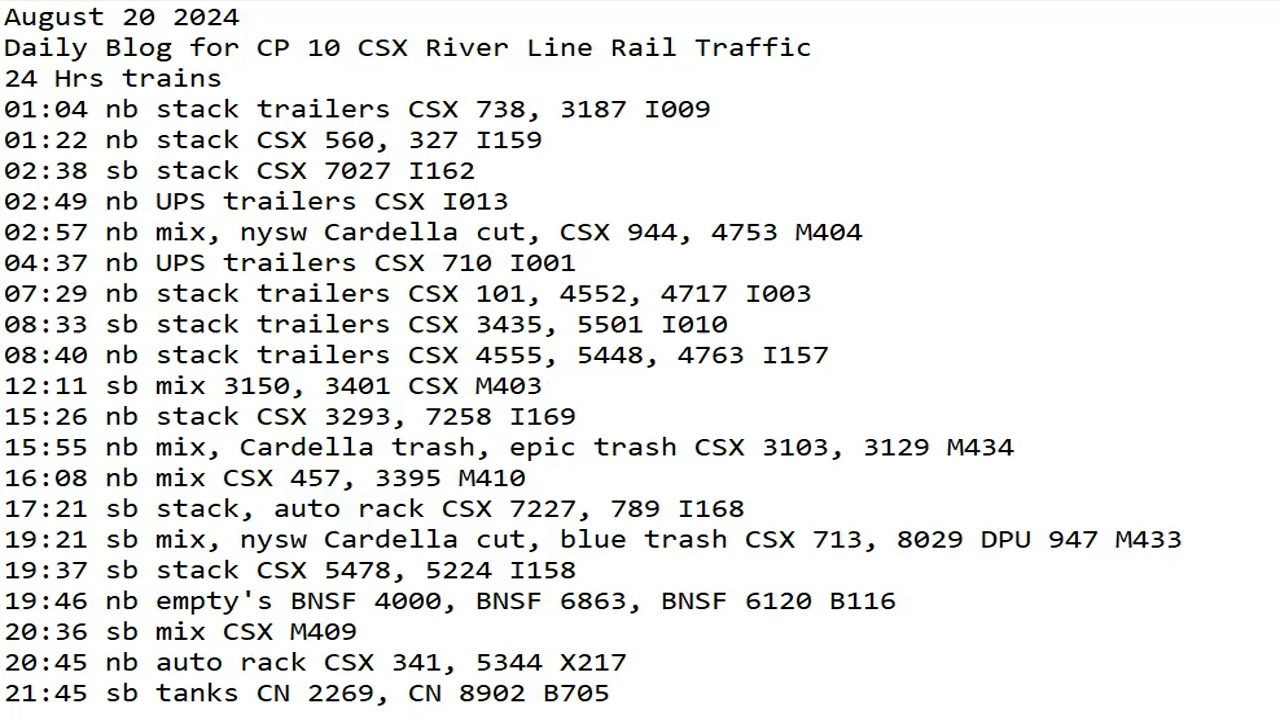 August 20 2024
Daily Blog for CP 10 CSX River Line Rail Traffic
24 Hrs trains
01:04 nb stack trailers CSX 738, 3187 I009
01:22 nb stack CSX 560, 327 I159
02:38 sb stack CSX 7027 I162
02:49 nb UPS trailers CSX I013
02:57 nb mix, nysw Cardella cut, CSX 944, 4753 M404
04:37 nb UPS trailers CSX 710 I001
07:29 nb stack trailers CSX 101, 4552, 4717 I003
08:33 sb stack trailers CSX 3435, 5501 I010
08:40 nb stack trailers CSX 4555, 5448, 4763 I157
12:11 sb mix 3150, 3401 CSX M403
15:26 nb stack CSX 3293, 7258 I169
15:55 nb mix, Cardella trash, epic trash CSX 3103, 3129 M434
16:08 nb mix CSX 457, 3395 M410
17:21 sb stack, auto rack CSX 7227, 789 I168
19:21 sb mix, nysw Cardella cut, blue trash CSX 713, 8029 DPU 947 M433
19:37 sb stack CSX 5478, 5224 I158
19:46 nb empty's BNSF 4000, BNSF 6863, BNSF 6120 B116
20:36 sb mix CSX M409
20:45 nb auto rack CSX 341, 5344 X217
21:45 sb tanks CN 2269, CN 8902 B705